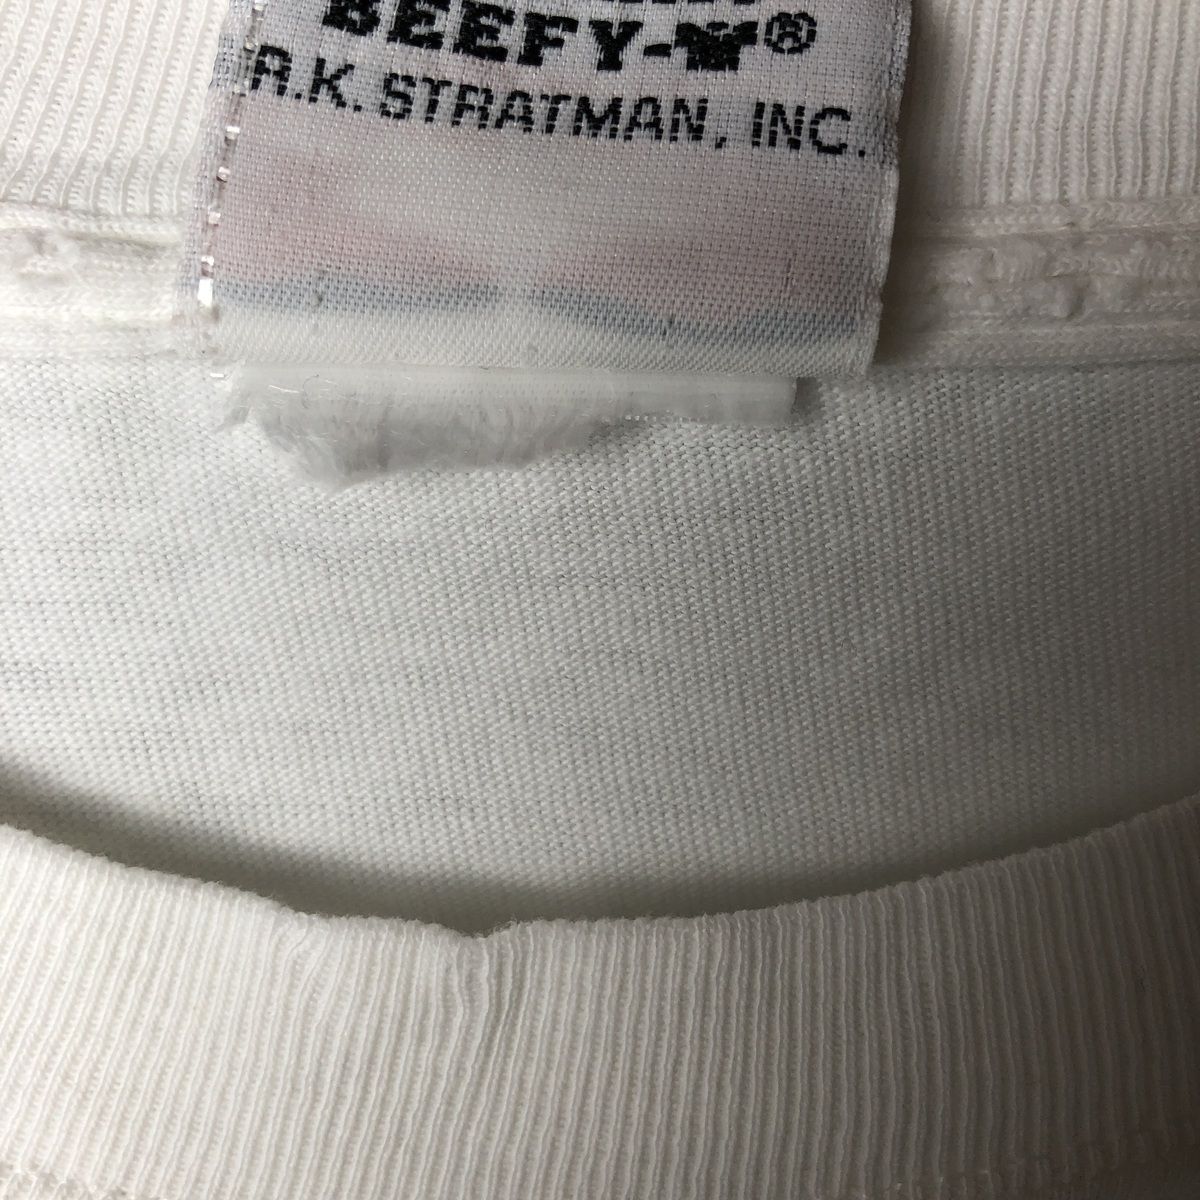 BEEFY-T®
R.K. STRATMAN, INC.